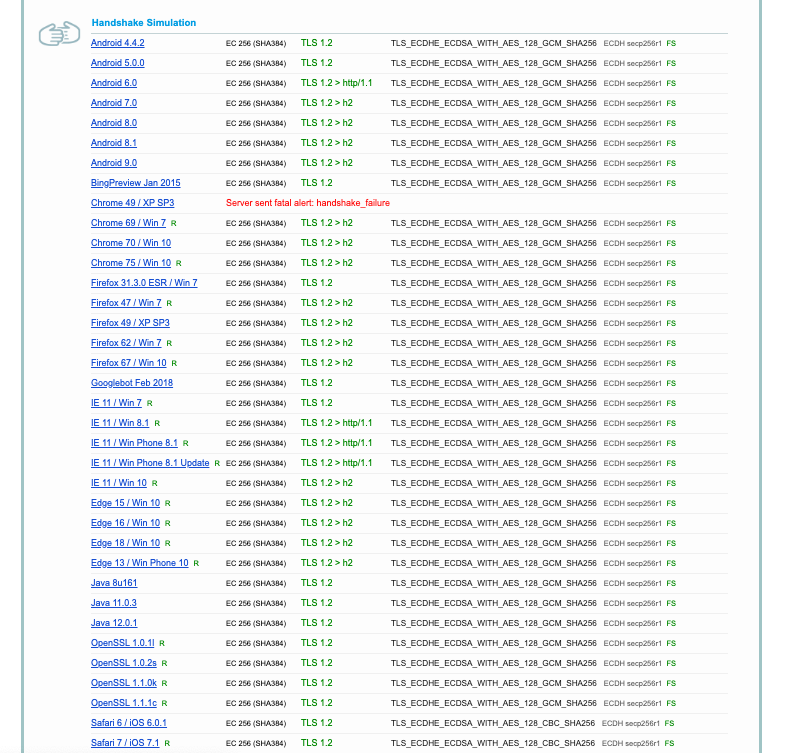 Handshake Simulation
Android 4.4.2 EC 256 (SHA384) TLS 1.2 TLS_ECDHE_ECDSA_WITH_AES_128_GCM_SHA256 ECDH secp256r1 FS
Android 5.0.0 EC 256 (SHA384) TLS 1.2 TLS_ECDHE_ECDSA_WITH_AES_128_GCM_SHA256 ECDH secp256r1 FS
Android 6.0 EC 256 (SHA384) TLS 1.2 > http/1.1 TLS_ECDHE_ECDSA_WITH_AES_128_GCM_SHA256 ECDH secp256r1 FS
Android 7.0 EC 256 (SHA384) TLS 1.2 > h2 TLS_ECDHE_ECDSA_WITH_AES_128_GCM_SHA256 ECDH secp256r1 FS
Android 8.0 EC 256 (SHA384) TLS 1.2 > h2 TLS_ECDHE_ECDSA_WITH_AES_128_GCM_SHA256 ECDH secp256r1 FS
Android 8.1 EC 256 (SHA384) TLS 1.2 > h2 TLS_ECDHE_ECDSA_WITH_AES_128_GCM_SHA256 ECDH secp256r1 FS
Android 9.0 EC 256 (SHA384) TLS 1.2 > h2 TLS_ECDHE_ECDSA_WITH_AES_128_GCM_SHA256 ECDH secp256r1 FS
BingPreview Jan 2015 EC 256 (SHA384) TLS 1.2 TLS_ECDHE_ECDSA_WITH_AES_128_GCM_SHA256 ECDH secp256r1 FS
Chrome 49 / XP SP3 Server sent fatal alert: handshake_failure
Chrome 69 / Win 7 R EC 256 (SHA384) TLS 1.2 > h2 TLS_ECDHE_ECDSA_WITH_AES_128_GCM_SHA256 ECDH secp256r1 FS
Chrome 70 / Win 10 EC 256 (SHA384) TLS 1.2 > h2 TLS_ECDHE_ECDSA_WITH_AES_128_GCM_SHA256 ECDH secp256r1 FS
Chrome 75 / Win 10 R EC 256 (SHA384) TLS 1.2 > h2 TLS_ECDHE_ECDSA_WITH_AES_128_GCM_SHA256 ECDH secp256r1 FS
Firefox 31.3.0 ESR / Win 7 EC 256 (SHA384) TLS 1.2 TLS_ECDHE_ECDSA_WITH_AES_128_GCM_SHA256 ECDH secp256r1 FS
Firefox 47 / Win 7 R EC 256 (SHA384) TLS 1.2 > h2 TLS_ECDHE_ECDSA_WITH_AES_128_GCM_SHA256 ECDH secp256r1 FS
Firefox 49 / XP SP3 EC 256 (SHA384) TLS 1.2 > h2 TLS_ECDHE_ECDSA_WITH_AES_128_GCM_SHA256 ECDH secp256r1 FS
Firefox 62 / Win 7 R EC 256 (SHA384) TLS 1.2 > h2 TLS_ECDHE_ECDSA_WITH_AES_128_GCM_SHA256 ECDH secp256r1 FS
Firefox 67 / Win 10 R EC 256 (SHA384) TLS 1.2 > h2 TLS_ECDHE_ECDSA_WITH_AES_128_GCM_SHA256 ECDH secp256r1 FS
Googlebot Feb 2018 EC 256 (SHA384) TLS 1.2 TLS_ECDHE_ECDSA_WITH_AES_128_GCM_SHA256 ECDH secp256r1 FS
IE 11 / Win 7 R EC 256 (SHA384) TLS 1.2 TLS_ECDHE_ECDSA_WITH_AES_128_GCM_SHA256 ECDH secp256r1 FS
IE 11 / Win 8.1 R EC 256 (SHA384) TLS 1.2 > http/1.1 TLS_ECDHE_ECDSA_WITH_AES_128_GCM_SHA256 ECDH secp256r1 FS
IE 11 / Win Phone 8.1 R EC 256 (SHA384) TLS 1.2 > http/1.1 TLS_ECDHE_ECDSA_WITH_AES_128_GCM_SHA256 ECDH secp256r1 FS
IE 11 / Win Phone 8.1 Update R EC 256 (SHA384) TLS 1.2 > http/1.1 TLS_ECDHE_ECDSA_WITH_AES_128_GCM_SHA256 ECDH secp256r1 FS
IE 11 / Win 10 R EC 256 (SHA384) TLS 1.2 > h2 TLS_ECDHE_ECDSA_WITH_AES_128_GCM_SHA256 ECDH secp256r1 FS
Edge 15 / Win 10 R EC 256 (SHA384) TLS 1.2 > h2 TLS_ECDHE_ECDSA_WITH_AES_128_GCM_SHA256 ECDH secp256r1 FS
Edge 16 / Win 10 R EC 256 (SHA384) TLS 1.2 > h2 TLS_ECDHE_ECDSA_WITH_AES_128_GCM_SHA256 ECDH secp256r1 FS
Edge 18 / Win 10 R EC 256 (SHA384) TLS 1.2 > h2 TLS_ECDHE_ECDSA_WITH_AES_128_GCM_SHA256 ECDH secp256r1 FS
Edge 13 / Win Phone 10 R EC 256 (SHA384) TLS 1.2 > h2 TLS_ECDHE_ECDSA_WITH_AES_128_GCM_SHA256 ECDH secp256r1 FS
Java 8u161 EC 256 (SHA384) TLS 1.2 TLS_ECDHE_ECDSA_WITH_AES_128_GCM_SHA256 ECDH secp256r1 FS
Java 11.0.3 EC 256 (SHA384) TLS 1.2 TLS_ECDHE_ECDSA_WITH_AES_128_GCM_SHA256 ECDH secp256r1 FS
Java 12.0.1 EC 256 (SHA384) TLS 1.2 TLS_ECDHE_ECDSA_WITH_AES_128_GCM_SHA256 ECDH secp256r1 FS
OpenSSL 1.0.1l R EC 256 (SHA384) TLS 1.2 TLS_ECDHE_ECDSA_WITH_AES_128_GCM_SHA256 ECDH secp256r1 FS
OpenSSL 1.0.2s R EC 256 (SHA384) TLS 1.2 TLS_ECDHE_ECDSA_WITH_AES_128_GCM_SHA256 ECDH secp256r1 FS
OpenSSL 1.1.0k R EC 256 (SHA384) TLS 1.2 TLS_ECDHE_ECDSA_WITH_AES_128_GCM_SHA256 ECDH secp256r1 FS
OpenSSL 1.1.1c R EC 256 (SHA384) TLS 1.2 TLS_ECDHE_ECDSA_WITH_AES_128_GCM_SHA256 ECDH secp256r1 FS
Safari 6 / iOS 6.0.1 EC 256 (SHA384) TLS 1.2 TLS_ECDHE_ECDSA_WITH_AES_128_CBC_SHA256 ECDH secp256r1 FS
Safari 7 / iOS 7.1 R EC 256 (SHA384) TLS 1.2 TLS_ECDHE_ECDSA_WITH_AES_128_CBC_SHA256 ECDH secp256r1 FS